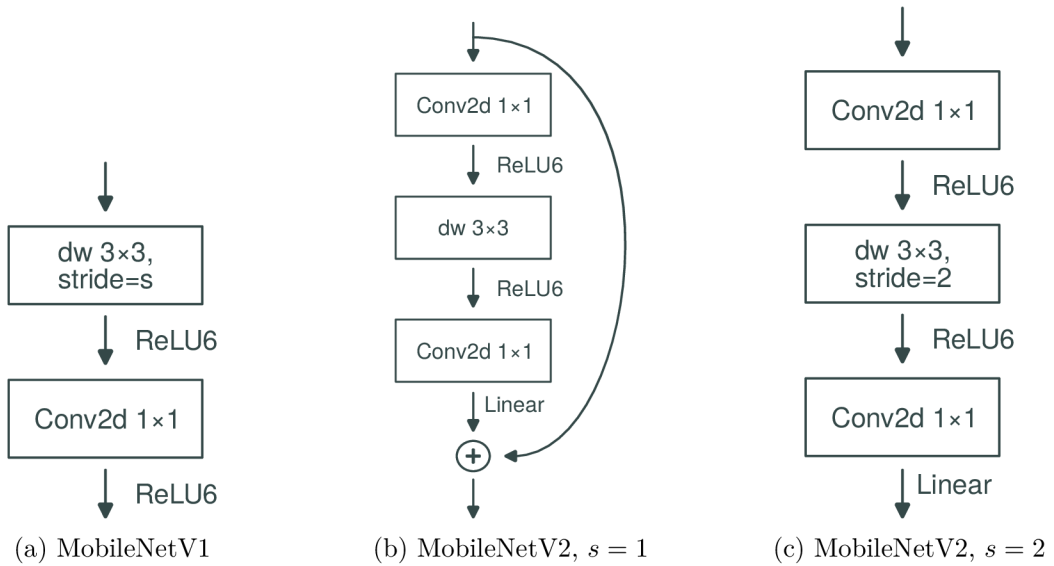 dw 3×3,
stride=s
ReLU6
Conv2d 1×1
ReLU6
(a) MobileNetV1
Conv2d 1×1
ReLU6
dw 3×3
ReLU6
Conv2d 1×1
Linear
+
(b) MobileNetV2, s = 1
Conv2d 1×1
ReLU6
dw 3×3,
stride=2
ReLU6
Conv2d 1×1
Linear
(c) MobileNetV2, s = 2